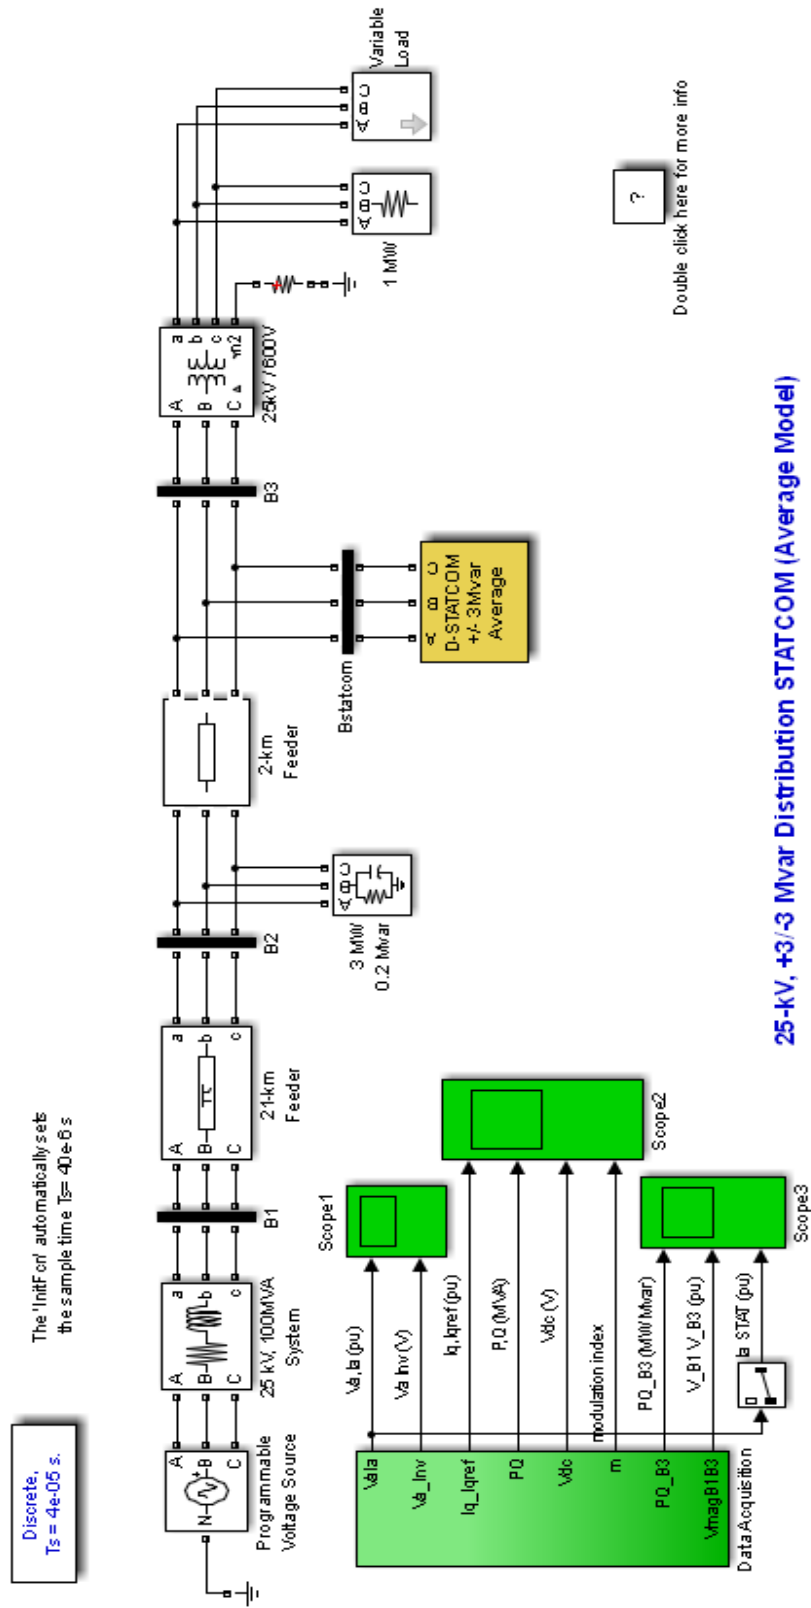 Discrete,
Ts = 4e-05 s.
The 'InitFcn' automatically sets
the sample time Ts= 40e-6 s
N
A
B
C
Programmable
Voltage Source
A
B
C
a
b
c
25 kV, 100MVA
System
B1
A
B
C
a
b
c
21-km
Feeder
B2
A
B
C
3 MW
0.2 Mvar
2-km
Feeder
Bstatcom
A
B
C
D-STATCOM
+/- 3Mvar
Average
B3
A
B
C
a
b
c
n2
25kV / 600V
A
B
C
1 MW
A
B
C
Variable
Load
?
Double click here for more info
VaIa
Va_Inv
Iq_Iqref
PQ
Vdc
m
PQ_B3
VmagB1B3
Data Acquisition
Va,Ia (pu)
Va Inv (V)
Iq,Iqref (pu)
P,Q (MVA)
Vdc (V)
modulation index
PQ_B3 (MW Mvar)
V_B1 V_B3 (pu)
Ia STAT (pu)
Scope1
Scope2
Scope3
25-kV, +3/-3 Mvar Distribution STATCOM (Average Model)